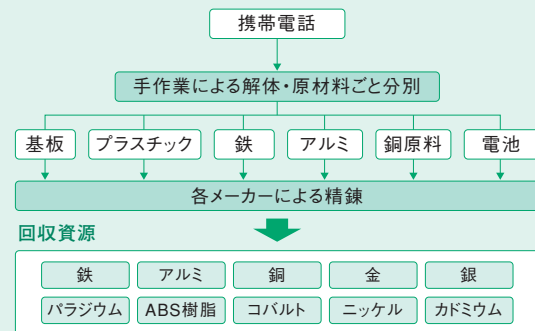 携帯電話
手作業による解体・原材料ごと分別
基板 プラスチック 鉄 アルミ 銅原料 電池
各メーカーによる精錬
回収資源
鉄 アルミ 銅 金 銀
パラジウム ABS樹脂 コバルト ニッケル カドミウム